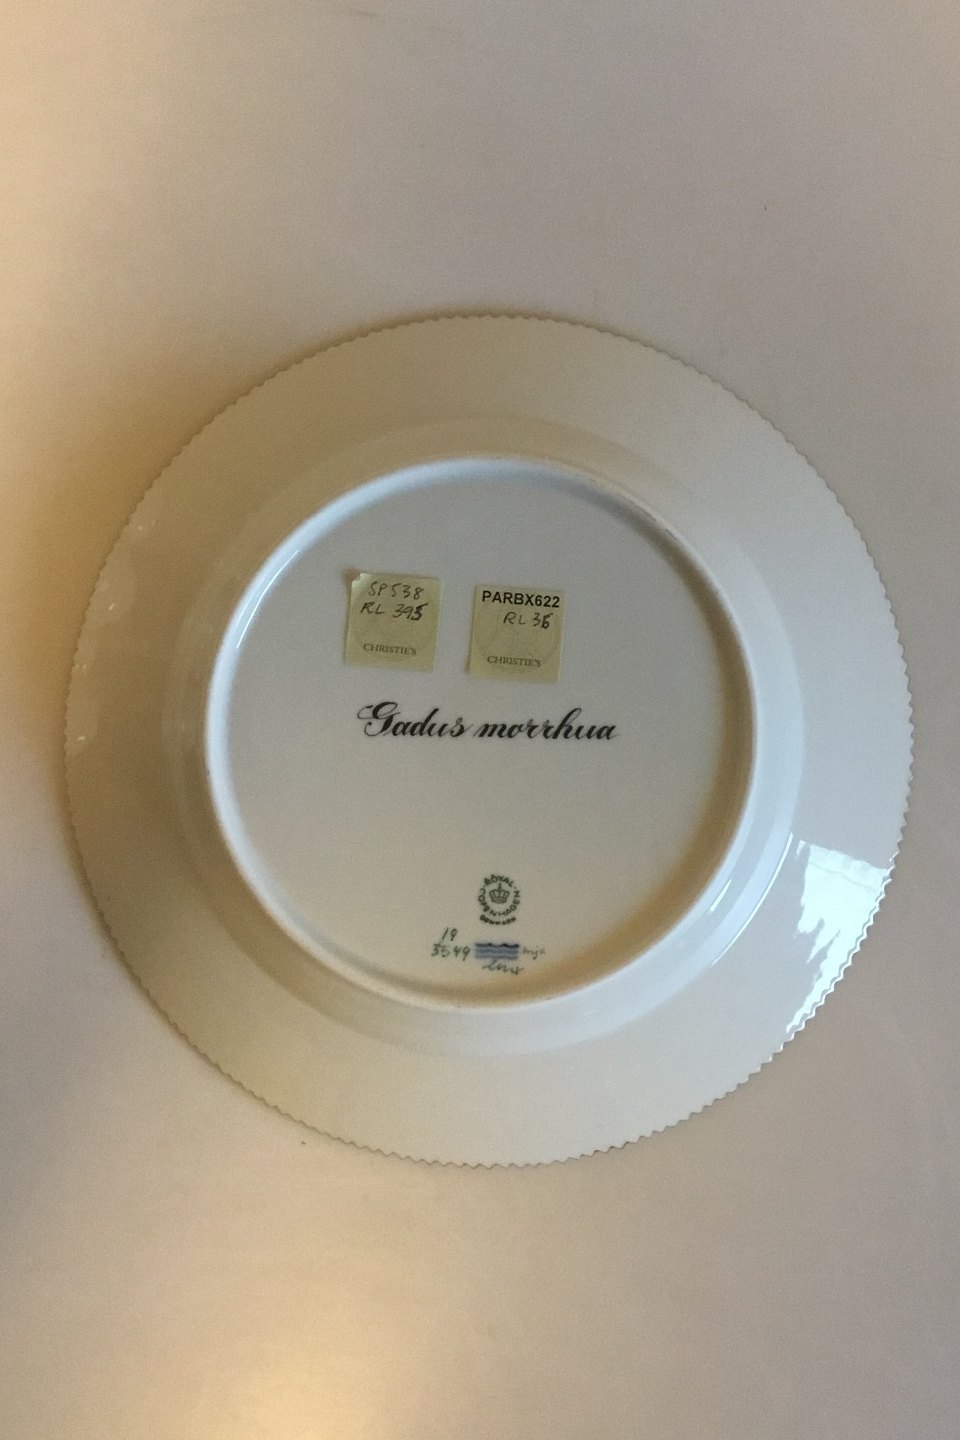 SP538
RL 395
CHRISTIE'S
PARBX622
RL 36
CHRISTIE'S
Gadus morrhua
ROYAL
COPENHAGEN
DENMARK
19
3549